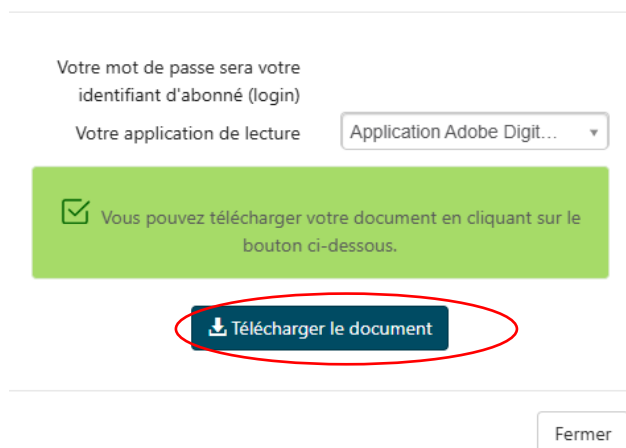 Votre mot de passe sera votre
identifiant d'abonné (login)
Votre application de lecture
Application Adobe Digit...
Vous pouvez télécharger votre document en cliquant sur le
bouton ci-dessous.
Télécharger le document
Fermer